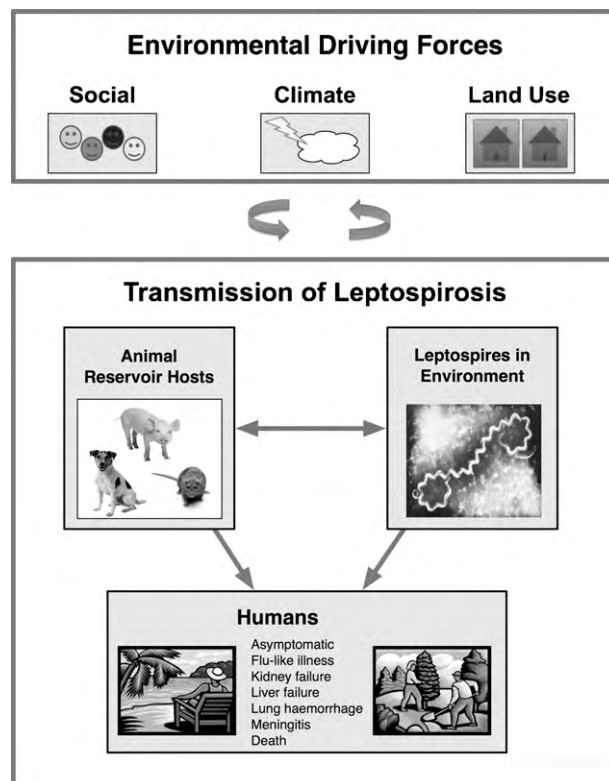 Environmental Driving Forces
Social
Climate
Land Use
Transmission of Leptospirosis
Animal
Reservoir Hosts
Leptospires in
Environment
Humans
Asymptomatic
Flu-like illness
Kidney failure
Liver failure
Lung haemorrhage
Meningitis
Death